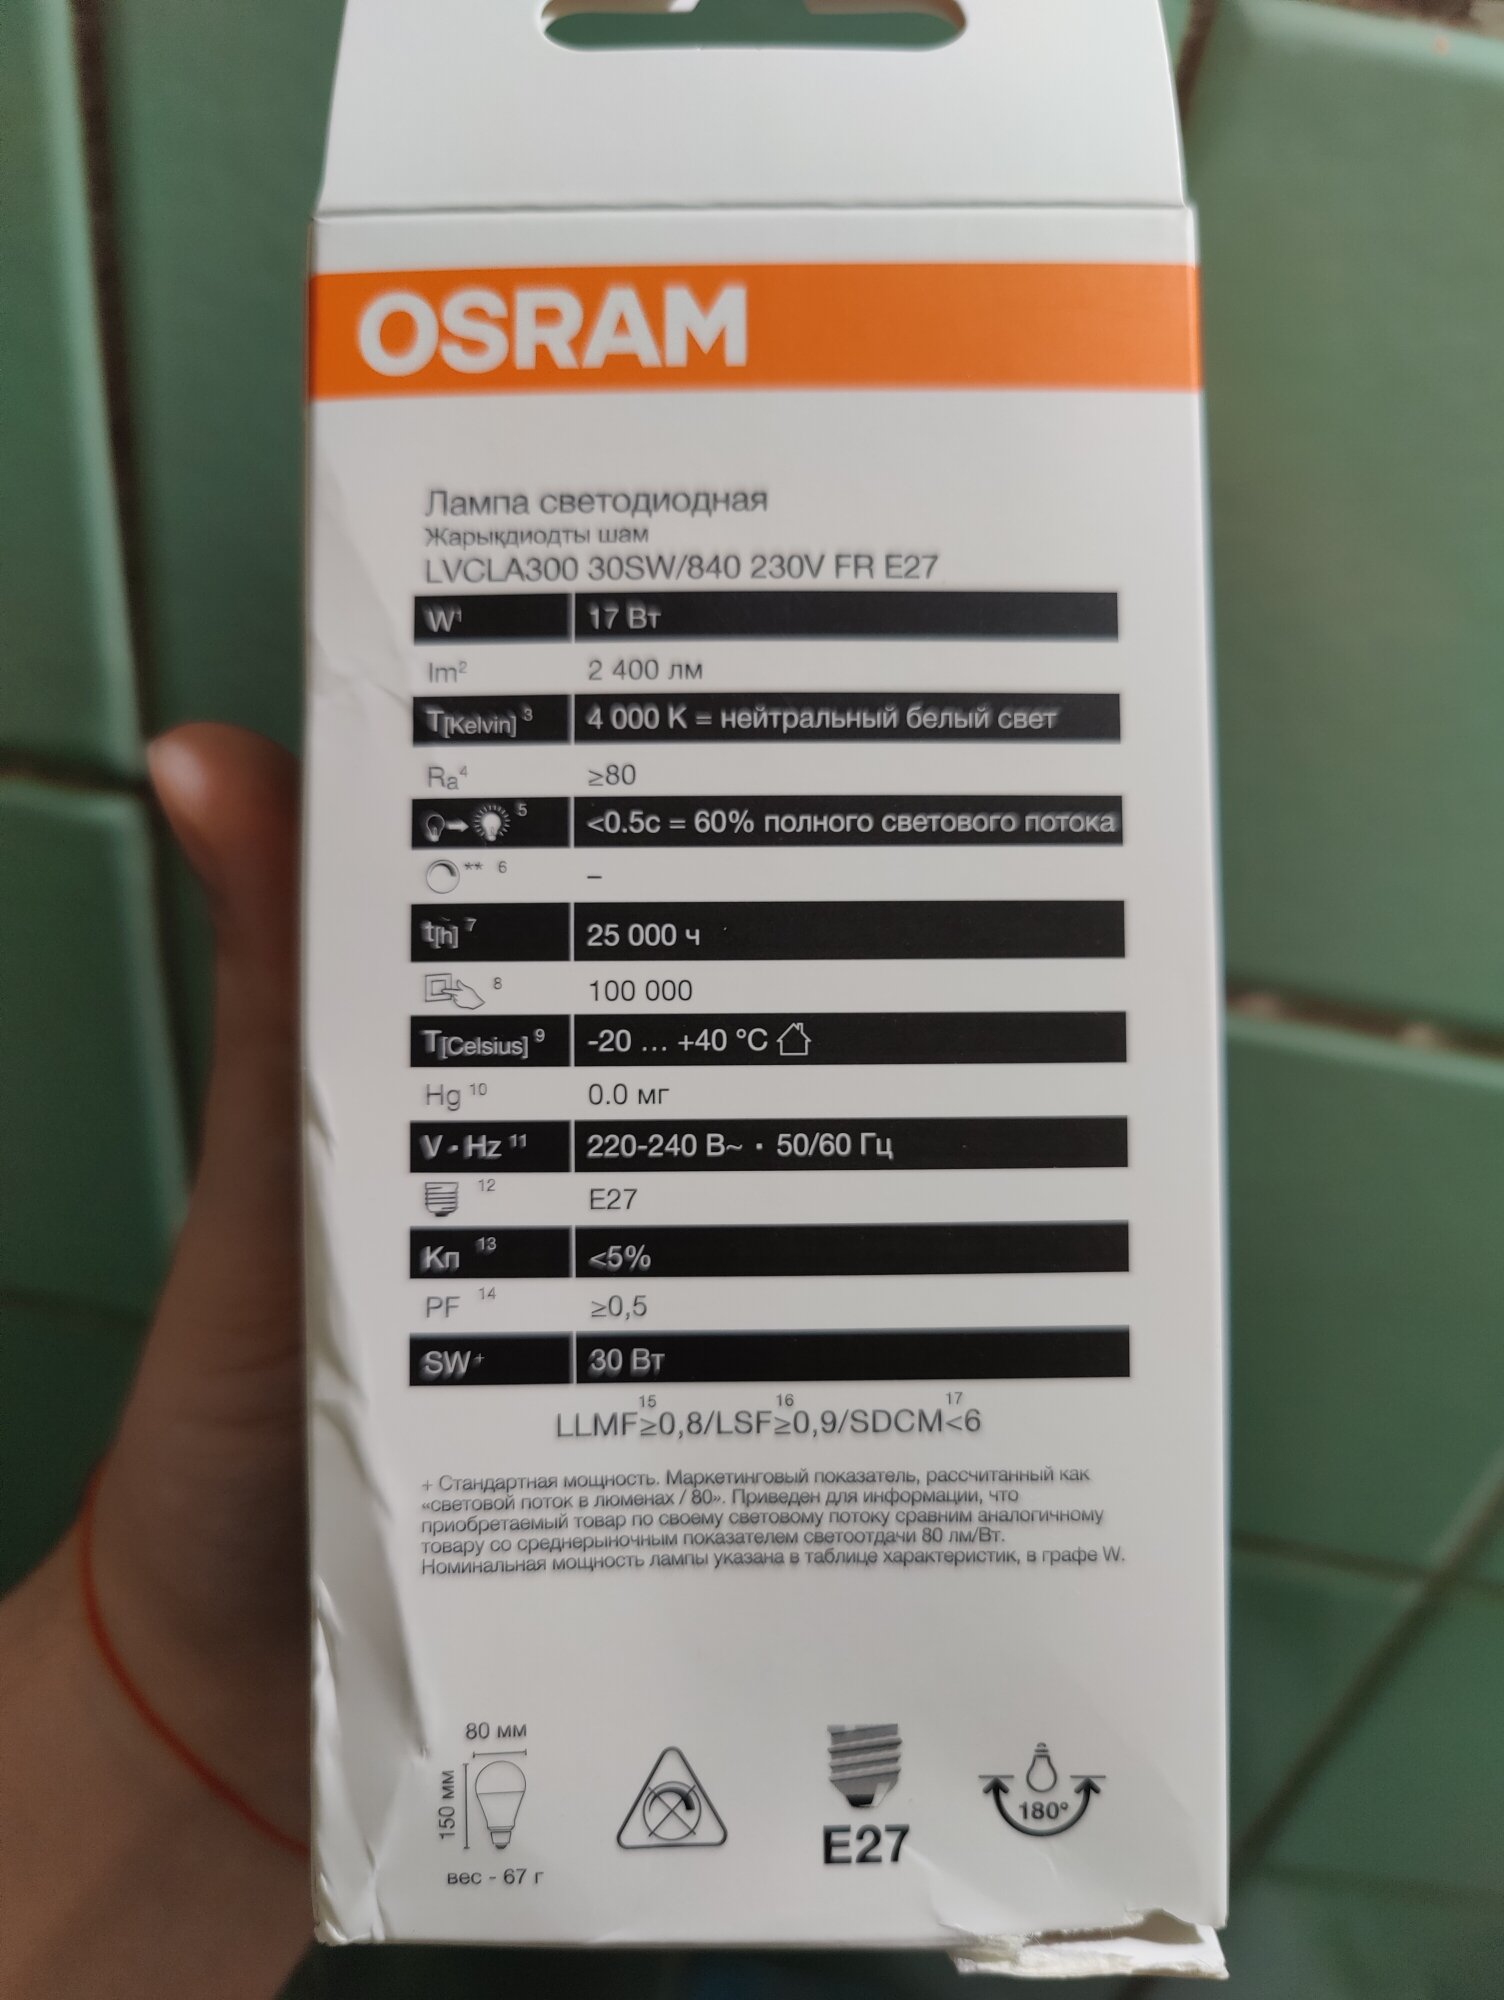 OSRAM
Лампа светодиодная
Жарықдиодты шам
LVCLA300 30SW/840 230V FR E27
W¹ 17 Вт
lm² 2 400 лм
T[Kelvin] ³ 4 000 K = нейтральный белый свет
Ra⁴ ≥80
5 <0.5с = 60% полного светового потока
** 6 –
t[h] ⁷ 25 000 ч
8 100 000
T[Celsius] ⁹ -20 ... +40 °C
Hg ¹⁰ 0.0 мг
V - Hz ¹¹ 220-240 В~ · 50/60 Гц
12 E27
Кп ¹³ <5%
PF ¹⁴ ≥0,5
SW⁺ 30 Вт
15 16 17
LLMF≥0,8/LSF≥0,9/SDCM<6
+ Стандартная мощность. Маркетинговый показатель, рассчитанный как
«световой поток в люменах / 80». Приведен для информации, что
приобретаемый товар по своему световому потоку сравним аналогичному
товару со среднерыночным показателем светоотдачи 80 лм/Вт.
Номинальная мощность лампы указана в таблице характеристик, в графе W.
80 мм
150 мм
вес - 67 г
E27
180°